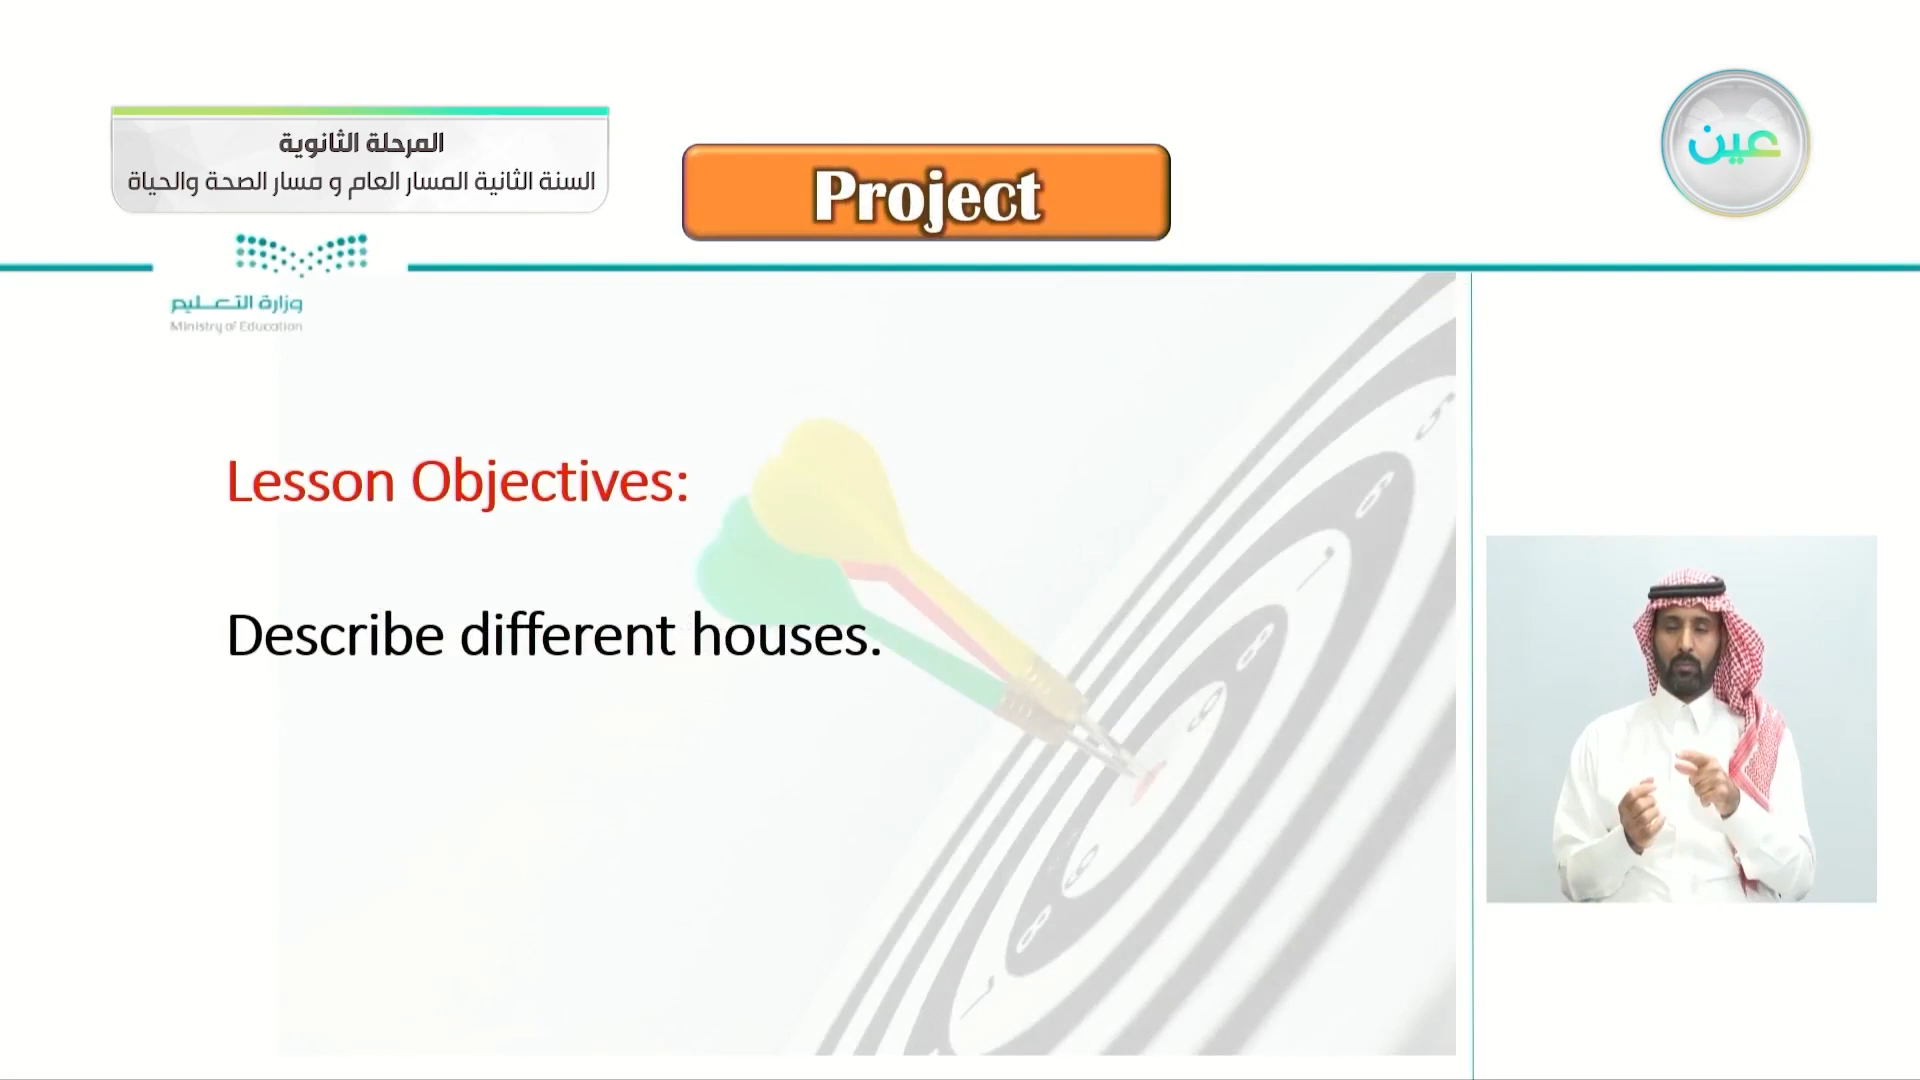 المرحلة الثانوية
السنة الثانية المسار العام و مسار الصحة والحياة
Project
عين
وزارة التعليم
Ministry of Education
Lesson Objectives:
Describe different houses.